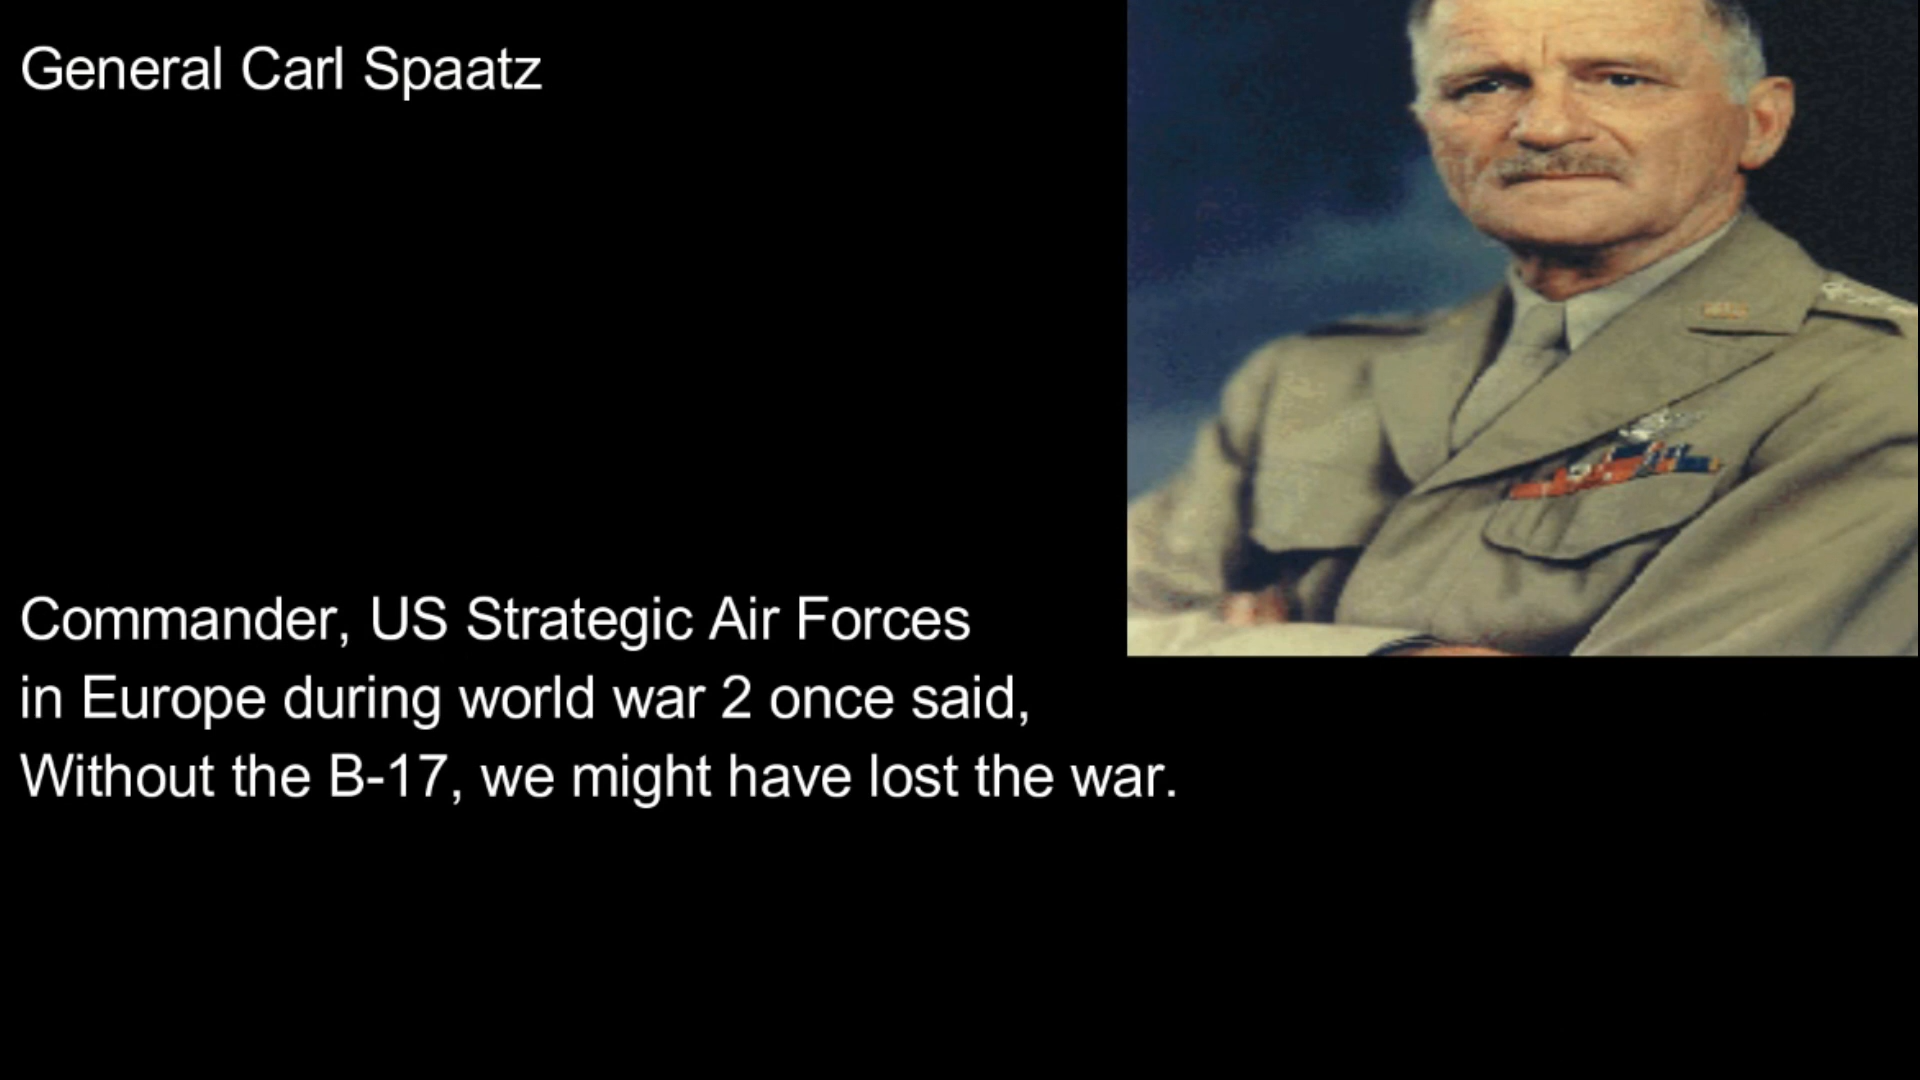 General Carl Spaatz
Commander, US Strategic Air Forces
in Europe during world war 2 once said,
Without the B-17, we might have lost the war.